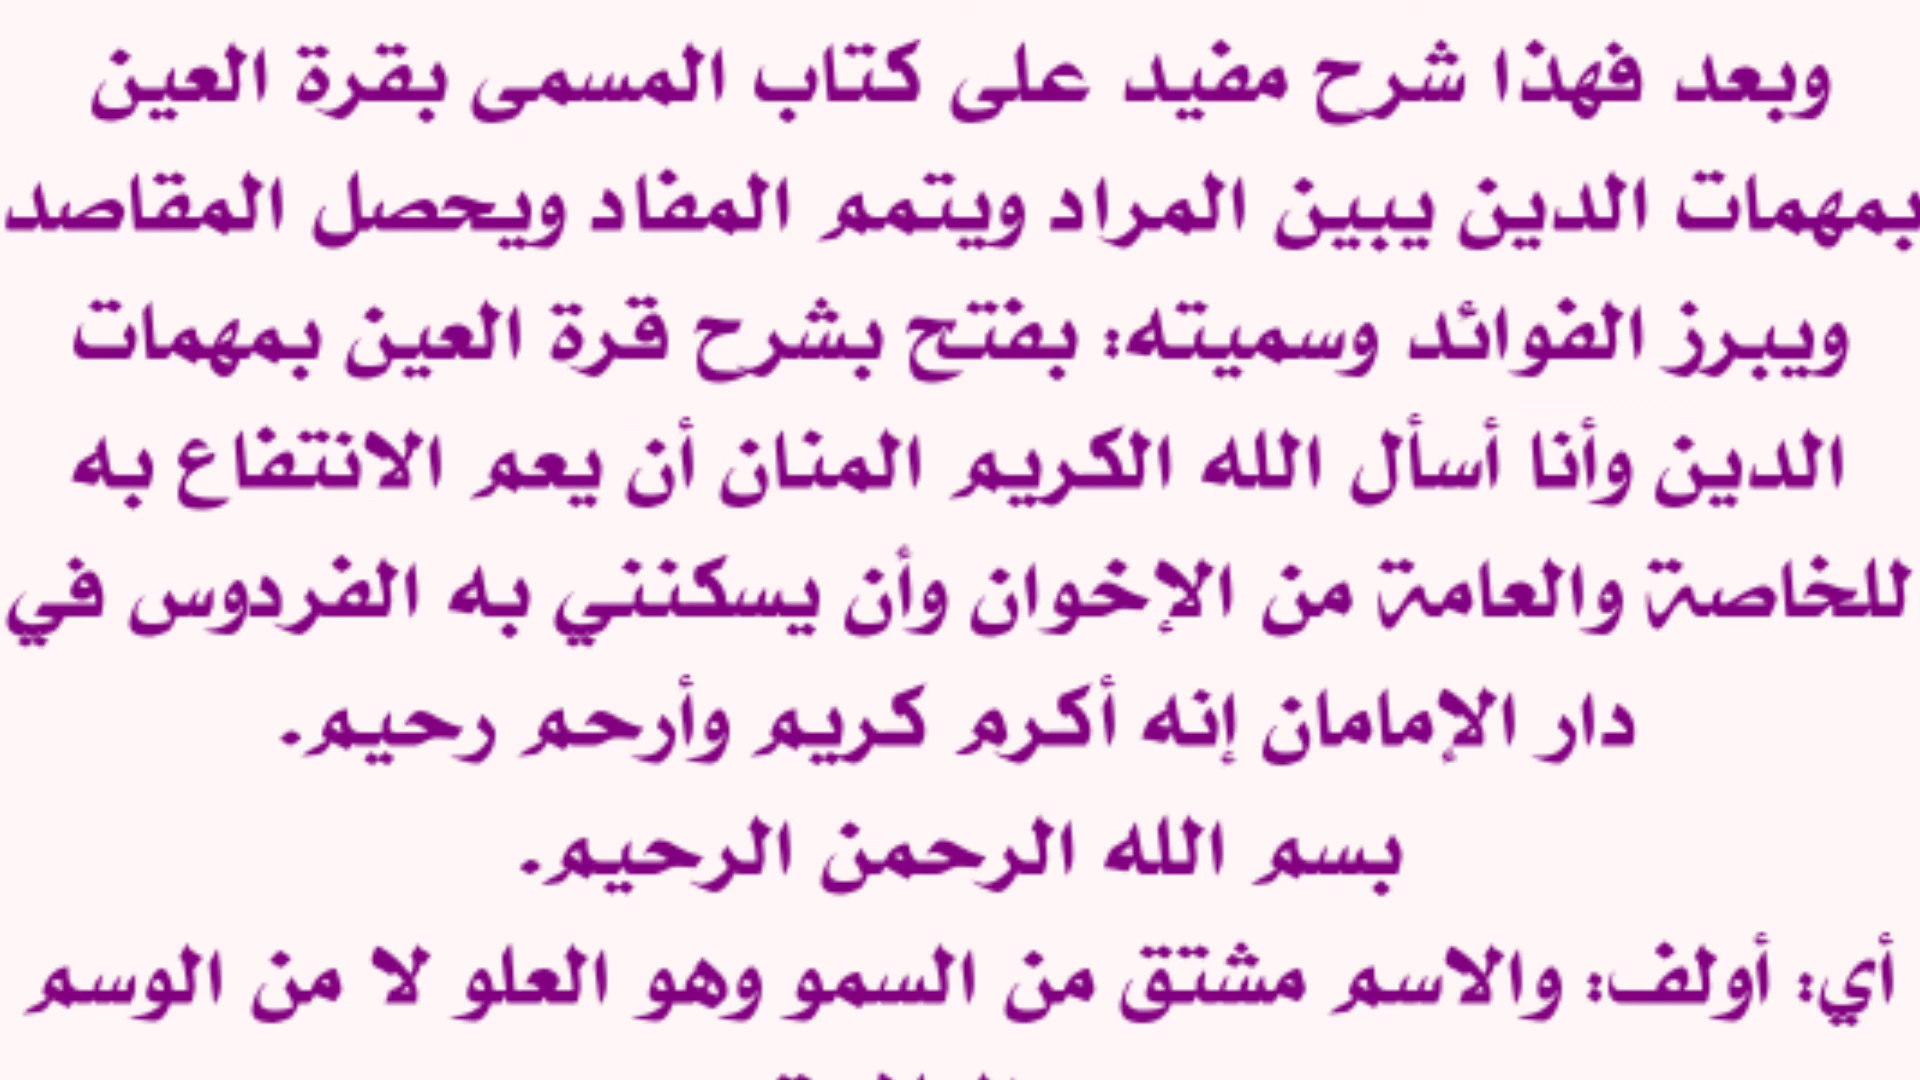 وبعد فهذا شرح مفيد على كتاب المسمى بقرة العين
بمهمات الدين يبين المراد ويتمم المفاد ويحصل المقاصد
ويبرز الفوائد وسميته: بفتح بشرح قرة العين بمهمات
الدين وأنا أسأل الله الكريم المنان أن يعم الانتفاع به
للخاصة والعامة من الإخوان وأن يسكنني به الفردوس في
دار الإمامان إنه أكرم كريم وأرحم رحيم.
بسم الله الرحمن الرحيم.
أي: أولف: والاسم مشتق من السمو وهو العلو لا من الوسم